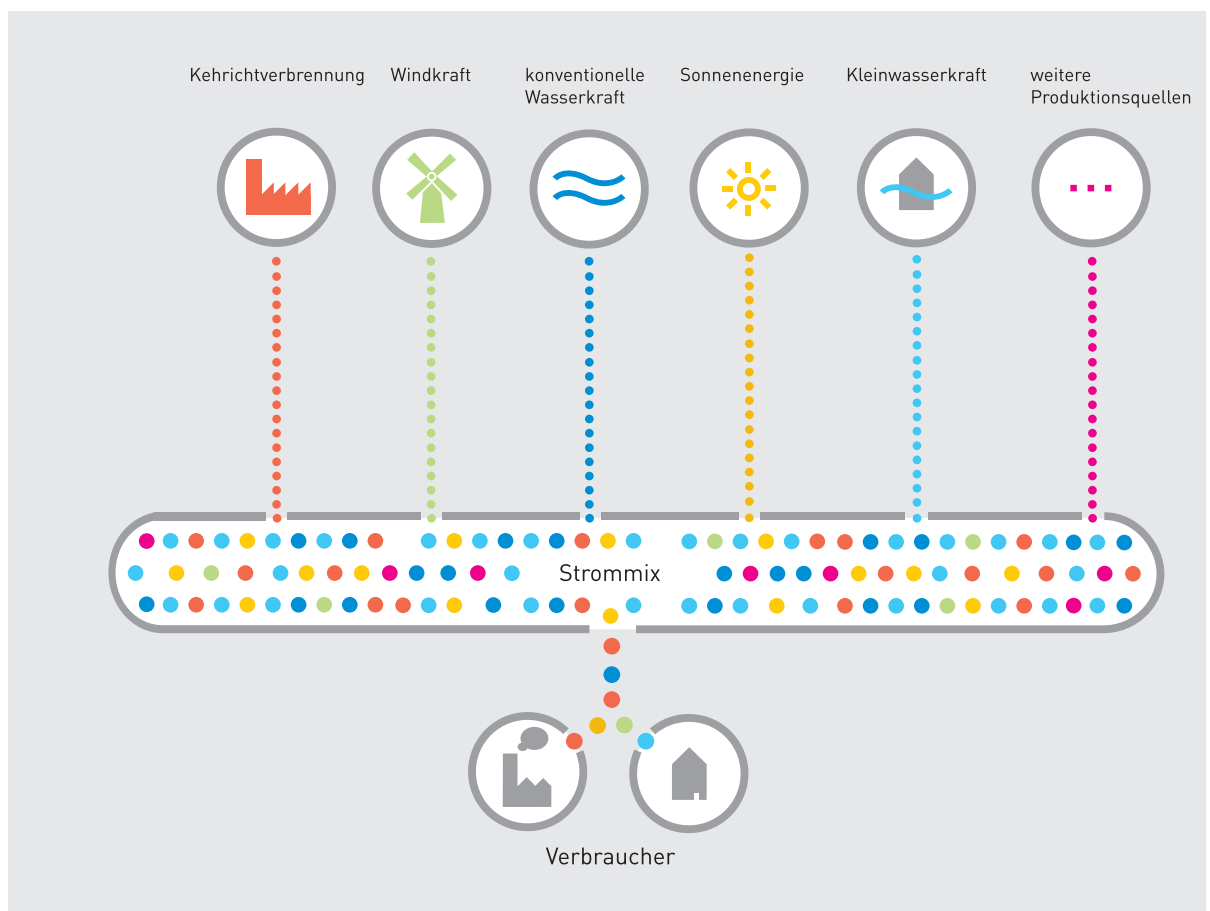 Kehrichtverbrennung
Windkraft
konventionelle
Wasserkraft
Sonnenenergie
Kleinwasserkraft
weitere
Produktionsquellen
Strommix
Verbraucher